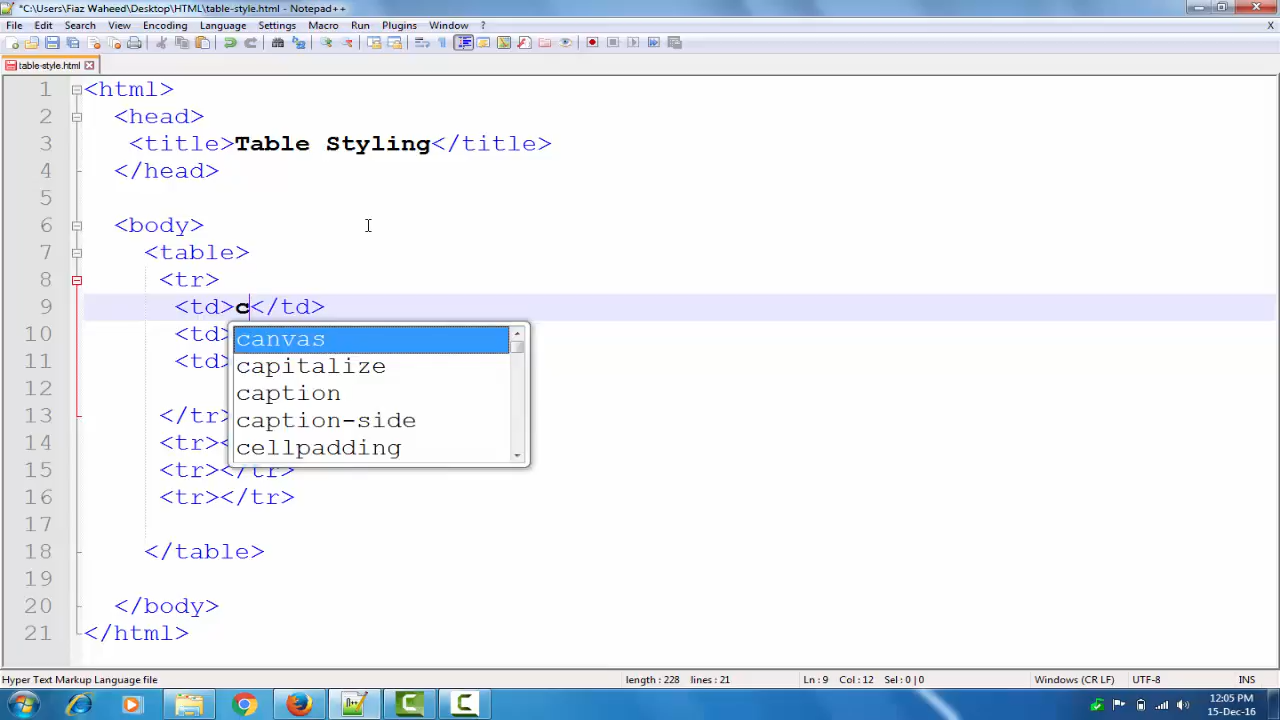 *C:\Users\Fiaz Waheed\Desktop\HTML\table-style.html - Notepad++
File Edit Search View Encoding Language Settings Macro Run Plugins Window ? X
table-style.html
1 <html>
2 <head>
3 <title>Table Styling</title>
4 </head>
5
6 <body>
7 <table>
8 <tr>
9 <td>c</td>
canvas
10 <td>
capitalize
11 <td>
caption
12
caption-side
13 </tr>
cellpadding
14 <tr>
15 <tr></tr>
16 <tr></tr>
17
18 </table>
19
20 </body>
21 </html>
Hyper Text Markup Language file length : 228 lines : 21 Ln : 9 Col : 12 Sel : 0 | 0 Windows (CR LF) UTF-8 INS
12:05 PM
15-Dec-16